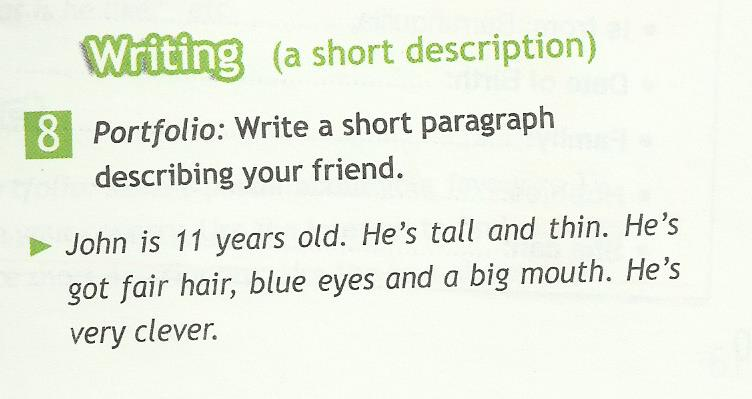 Writing (a short description)
8 Portfolio: Write a short paragraph
describing your friend.
John is 11 years old. He's tall and thin. He's
got fair hair, blue eyes and a big mouth. He's
very clever.